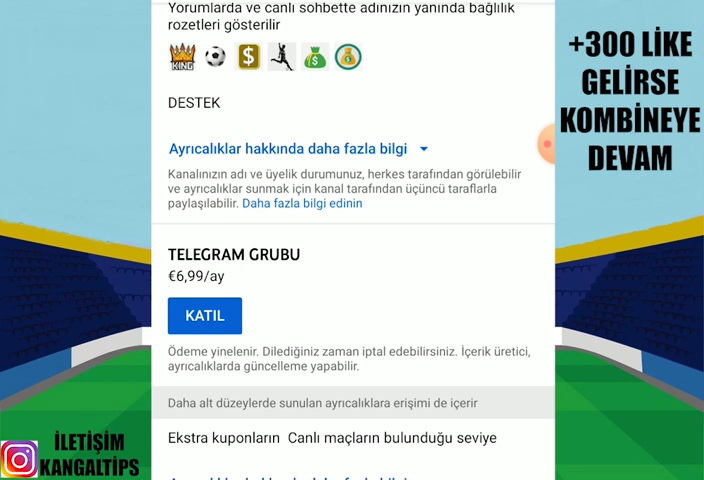 Yorumlarda ve canlı sohbette adınızın yanında bağlılık
rozetleri gösterilir
KING
DESTEK
Ayrıcalıklar hakkında daha fazla bilgi
Kanalınızın adı ve üyelik durumunuz, herkes tarafından görülebilir
ve ayrıcalıklar sunmak için kanal tarafından üçüncü taraflarla
paylaşılabilir. Daha fazla bilgi edinin
TELEGRAM GRUBU
€6,99/ay
KATIL
Ödeme yinelenir. Dilediğiniz zaman iptal edebilirsiniz. İçerik üretici,
ayrıcalıklarda güncelleme yapabilir.
Daha alt düzeylerde sunulan ayrıcalıklara erişimi de içerir
Ekstra kuponların Canlı maçların bulunduğu seviye
+300 LİKE
GELİRSE
KOMBİNEYE
DEVAM
İLETİŞİM
KANGALTİPS